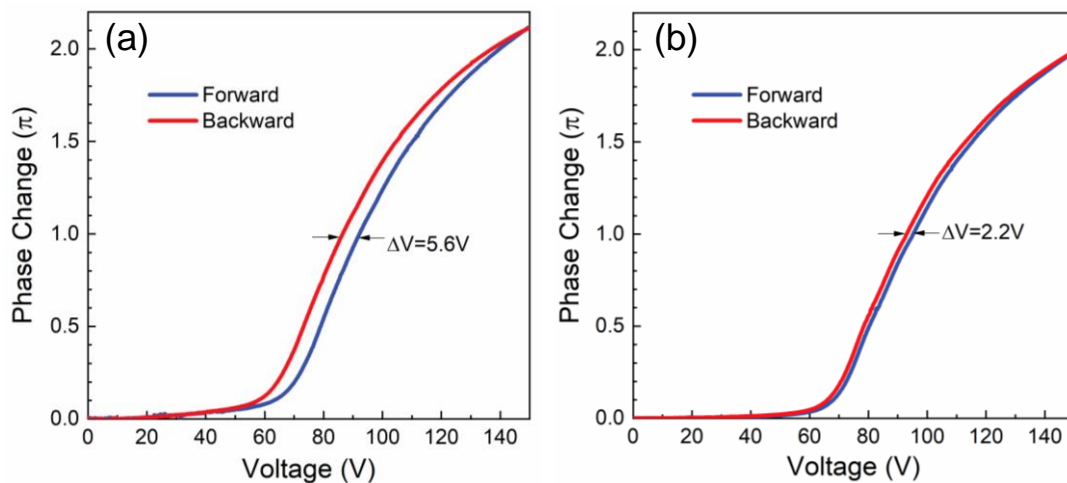 (a)
Phase Change (π)
2.0
1.5
1.0
0.5
0.0
Forward
Backward
ΔV=5.6V
0 20 40 60 80 100 120 140
Voltage (V)
(b)
Phase Change (π)
2.0
1.5
1.0
0.5
0.0
Forward
Backward
ΔV=2.2V
0 20 40 60 80 100 120 140
Voltage (V)